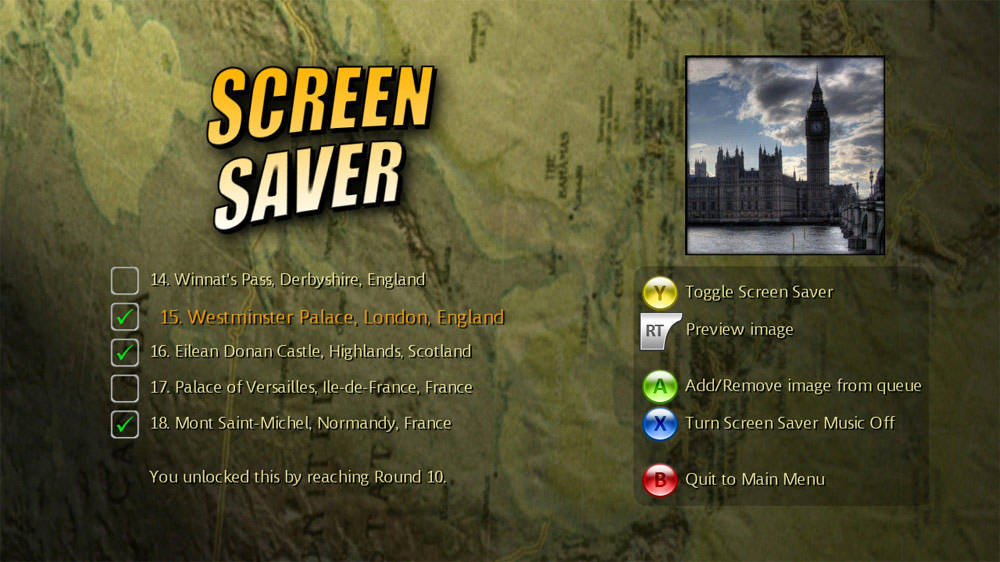 SCREEN
SAVER
THE
BAHAMAS
14. Winnat's Pass, Derbyshire, England
15. Westminster Palace, London, England
16. Eilean Donan Castle, Highlands, Scotland
17. Palace of Versailles, Ile-de-France, France
18. Mont Saint-Michel, Normandy, France
You unlocked this by reaching Round 10.
Y Toggle Screen Saver
RT Preview image
A Add/Remove image from queue
X Turn Screen Saver Music Off
B Quit to Main Menu